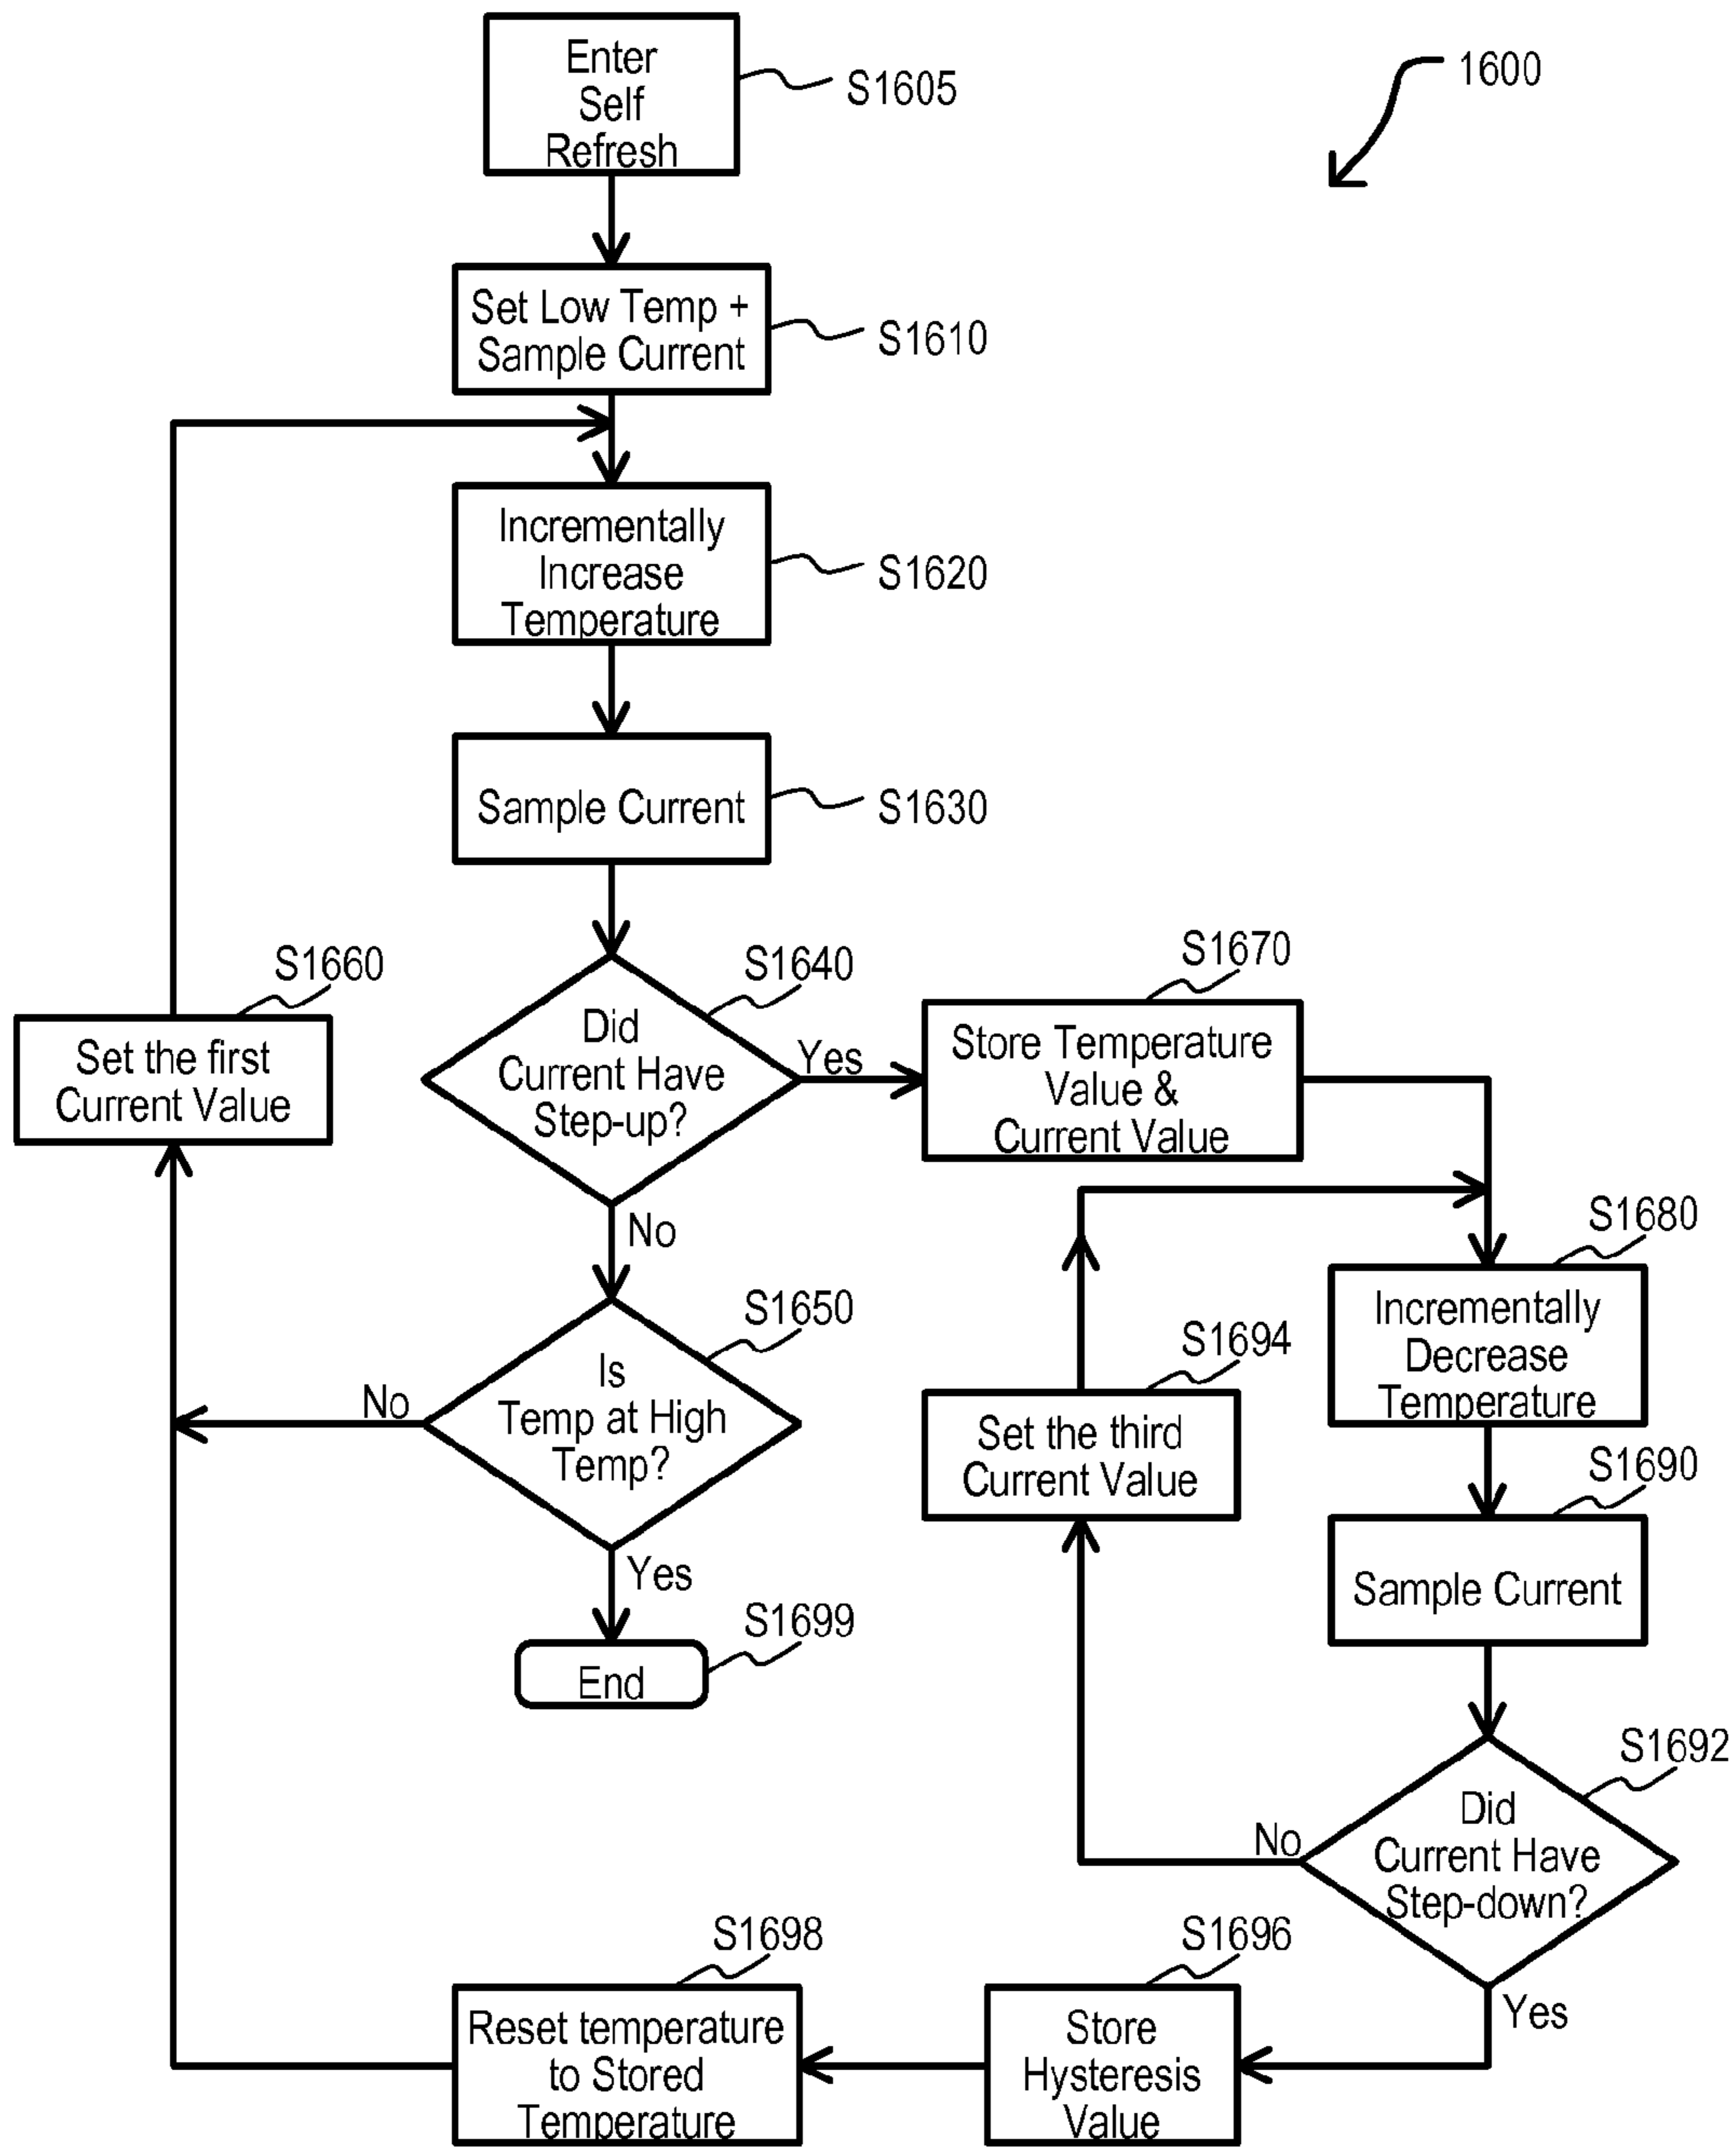 Enter
Self
Refresh
S1605
1600
Set Low Temp +
Sample Current
S1610
Incrementally
Increase
Temperature
S1620
Sample Current
S1630
S1660
Set the first
Current Value
S1640
Did
Current Have
Step-up?
Yes
No
S1670
Store Temperature
Value &
Current Value
S1650
Is
Temp at High
Temp?
No
Yes
S1699
End
S1680
Incrementally
Decrease
Temperature
S1694
Set the third
Current Value
S1690
Sample Current
S1692
Did
Current Have
Step-down?
No
Yes
S1696
Store
Hysteresis
Value
S1698
Reset temperature
to Stored
Temperature